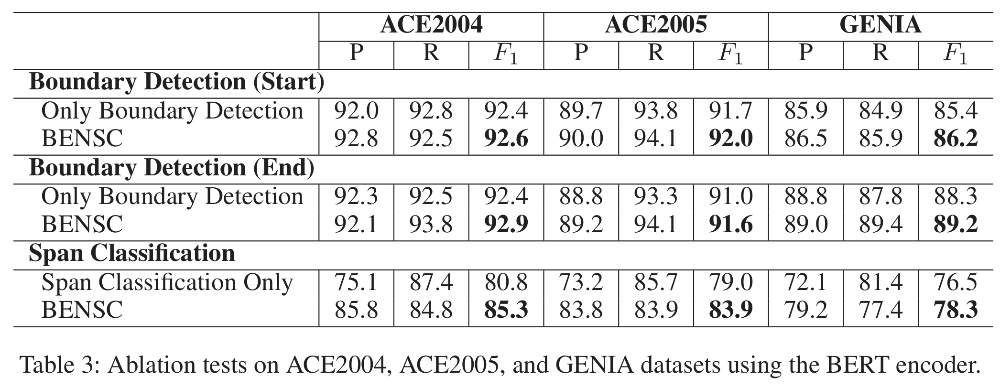 ACE2004 ACE2005 GENIA
P R F1 P R F1 P R F1
Boundary Detection (Start)
Only Boundary Detection 92.0 92.8 92.4 89.7 93.8 91.7 85.9 84.9 85.4
BENSC 92.8 92.5 92.6 90.0 94.1 92.0 86.5 85.9 86.2
Boundary Detection (End)
Only Boundary Detection 92.3 92.5 92.4 88.8 93.3 91.0 88.8 87.8 88.3
BENSC 92.1 93.8 92.9 89.2 94.1 91.6 89.0 89.4 89.2
Span Classification
Span Classification Only 75.1 87.4 80.8 73.2 85.7 79.0 72.1 81.4 76.5
BENSC 85.8 84.8 85.3 83.8 83.9 83.9 79.2 77.4 78.3
Table 3: Ablation tests on ACE2004, ACE2005, and GENIA datasets using the BERT encoder.